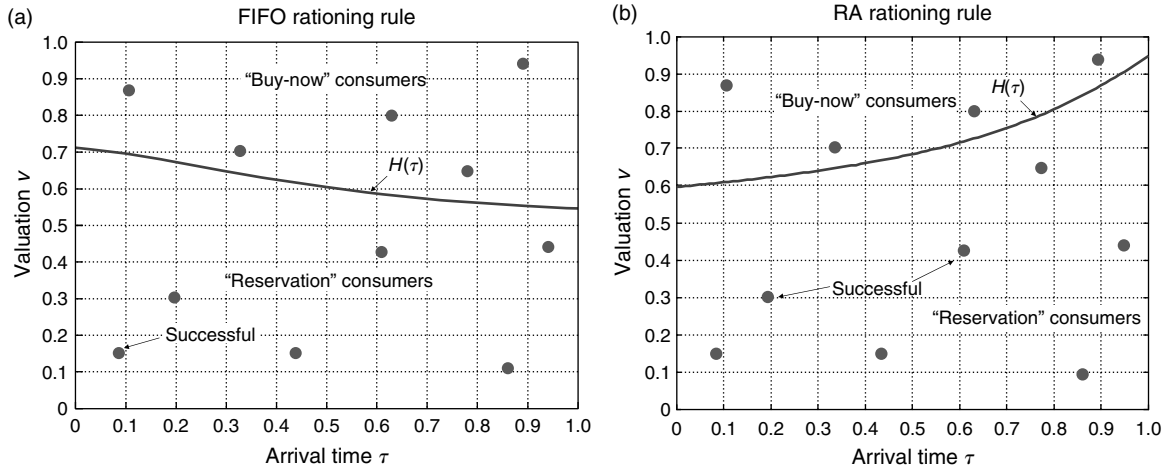 (a)
FIFO rationing rule
Valuation v
1.0
0.9
0.8
0.7
0.6
0.5
0.4
0.3
0.2
0.1
0
“Buy-now” consumers
H(τ)
“Reservation” consumers
Successful
0 0.1 0.2 0.3 0.4 0.5 0.6 0.7 0.8 0.9 1.0
Arrival time τ
(b)
RA rationing rule
Valuation v
1.0
0.9
0.8
0.7
0.6
0.5
0.4
0.3
0.2
0.1
0
H(τ)
“Buy-now” consumers
Successful
“Reservation” consumers
0 0.1 0.2 0.3 0.4 0.5 0.6 0.7 0.8 0.9 1.0
Arrival time τ